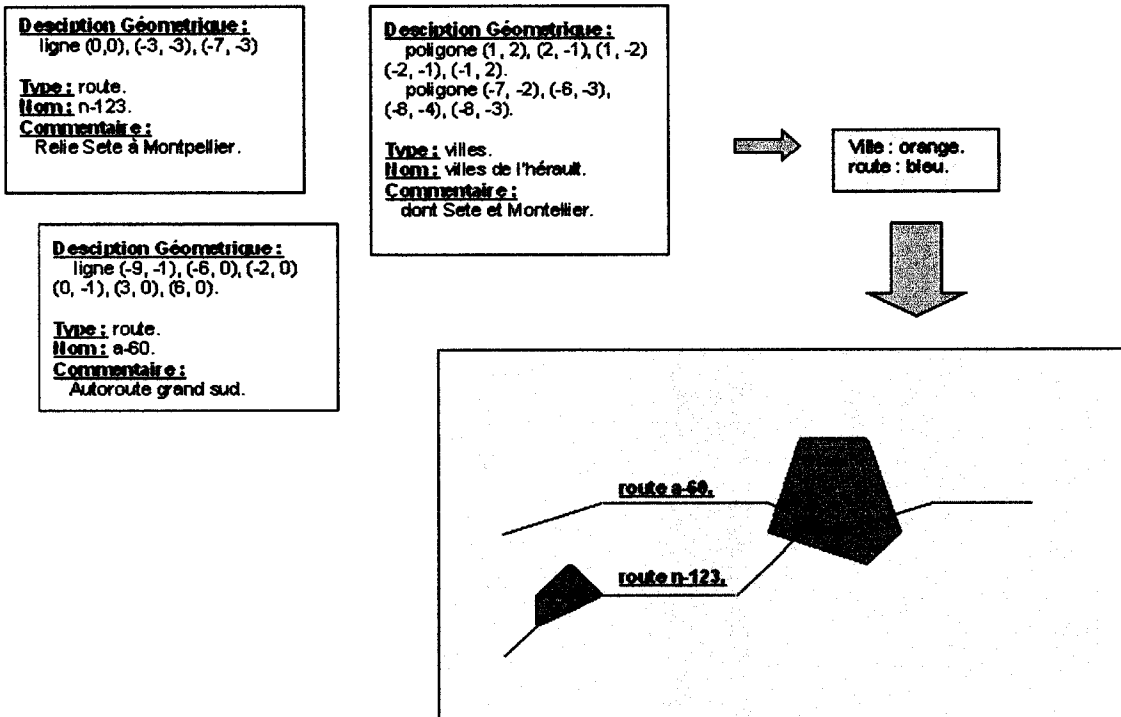 Desciption Géometrique :
ligne (0,0), (-3, -3), (-7, -3)
Type : route.
Nom : n-123.
Commentaire :
Relie Sete à Montpellier.
Desciption Géometrique :
poligone (1, 2), (2, -1), (1, -2)
(-2, -1), (-1, 2).
poligone (-7, -2), (-6, -3),
(-8, -4), (-8, -3).
Type : villes.
Nom : villes de l'hérault.
Commentaire :
dont Sete et Montellier.
Ville : orange.
route : bleu.
Desciption Géometrique :
ligne (-9, -1), (-6, 0), (-2, 0)
(0, -1), (3, 0), (6, 0).
Type : route.
Nom : a-60.
Commentaire :
Autoroute grand sud.
route a-60.
route n-123.